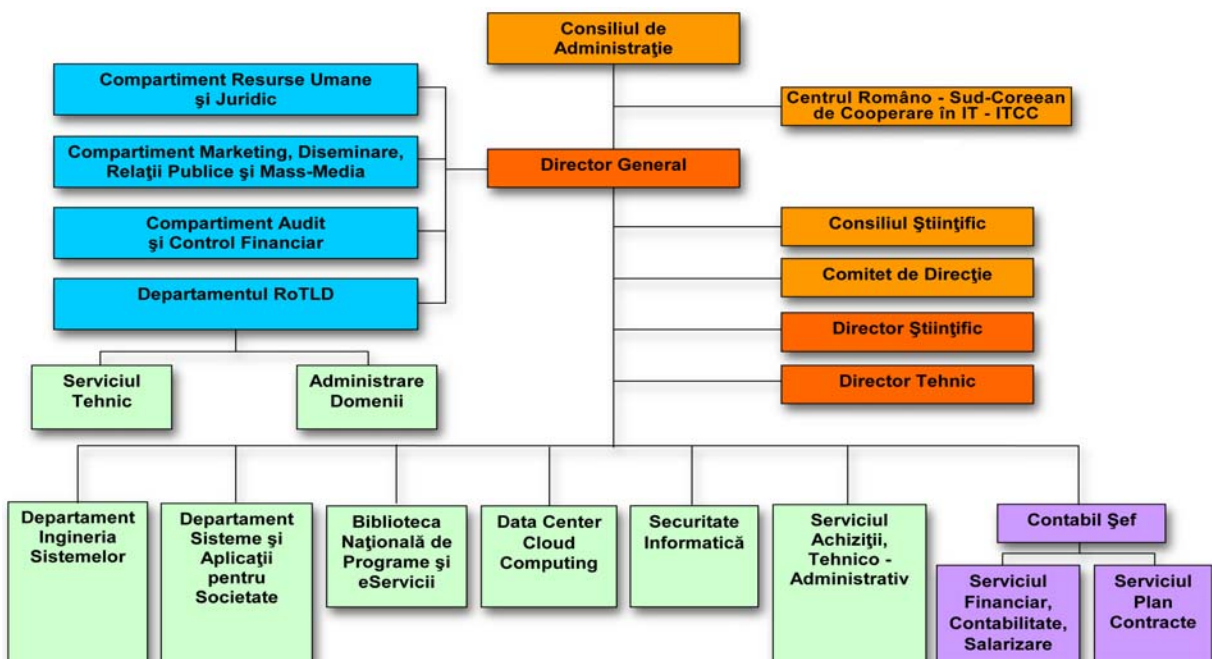 Consiliul de
Administraţie
Compartiment Resurse Umane
şi Juridic
Centrul Româno - Sud-Coreean
de Cooperare în IT - ITCC
Compartiment Marketing, Diseminare,
Relaţii Publice şi Mass-Media
Director General
Compartiment Audit
şi Control Financiar
Consiliul Ştiinţific
Comitet de Direcţie
Departamentul RoTLD
Director Ştiinţific
Director Tehnic
Serviciul
Tehnic
Administrare
Domenii
Departament
Ingineria
Sistemelor
Departament
Sisteme şi
Aplicaţii
pentru
Societate
Biblioteca
Naţională de
Programe şi
eServicii
Data Center
Cloud
Computing
Securitate
Informatică
Serviciul
Achiziţii,
Tehnico -
Administrativ
Contabil Şef
Serviciul
Financiar,
Contabilitate,
Salarizare
Serviciul
Plan
Contracte